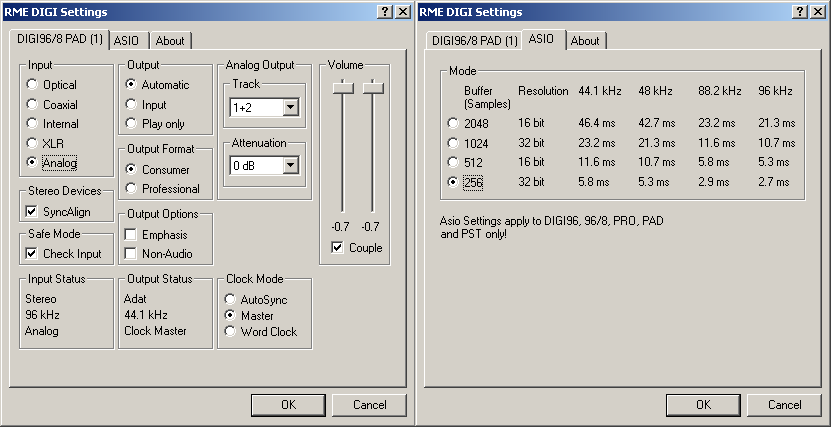 RME DIGI Settings
DIGI96/8 PAD (1) ASIO About
Input
Optical
Coaxial
Internal
XLR
Analog
Stereo Devices
SyncAlign
Safe Mode
Check Input
Input Status
Stereo
96 kHz
Analog
Output
Automatic
Input
Play only
Output Format
Consumer
Professional
Output Options
Emphasis
Non-Audio
Output Status
Adat
44.1 kHz
Clock Master
Analog Output
Track
1+2
Attenuation
0 dB
Clock Mode
AutoSync
Master
Word Clock
Volume
-0.7 -0.7
Couple
OK Cancel
RME DIGI Settings
DIGI96/8 PAD (1) ASIO About
Mode
Buffer Resolution 44.1 kHz 48 kHz 88.2 kHz 96 kHz
(Samples)
2048 16 bit 46.4 ms 42.7 ms 23.2 ms 21.3 ms
1024 32 bit 23.2 ms 21.3 ms 11.6 ms 10.7 ms
512 16 bit 11.6 ms 10.7 ms 5.8 ms 5.3 ms
256 32 bit 5.8 ms 5.3 ms 2.9 ms 2.7 ms
Asio Settings apply to DIGI96, 96/8, PRO, PAD
and PST only!
OK Cancel